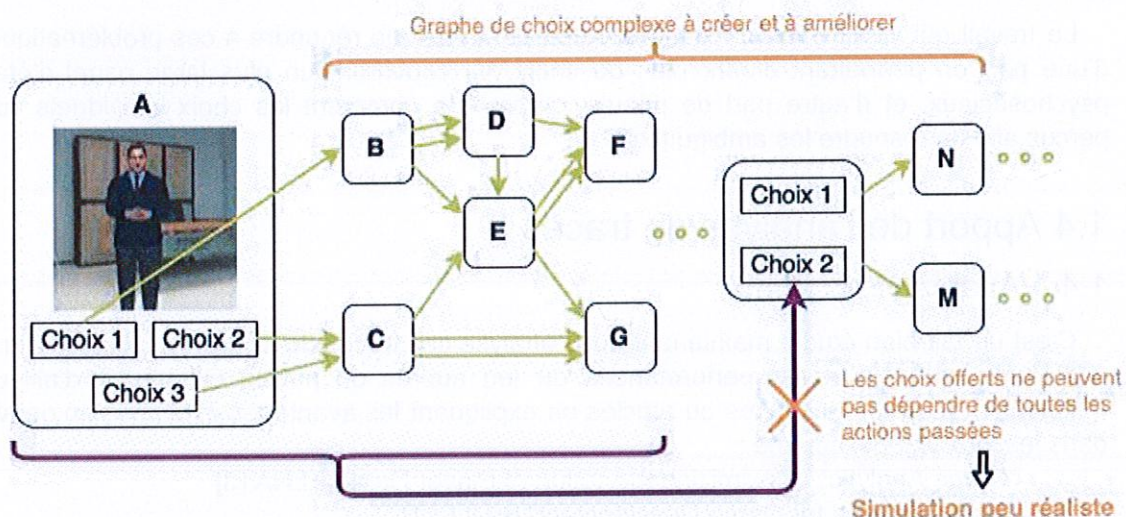 Graphe de choix complexe à créer et à améliorer
A
B
D
F
E
C
G
Choix 1
Choix 2
Choix 3
Choix 1
Choix 2
N
M
Les choix offerts ne peuvent
pas dépendre de toutes les
actions passées
Simulation peu réaliste